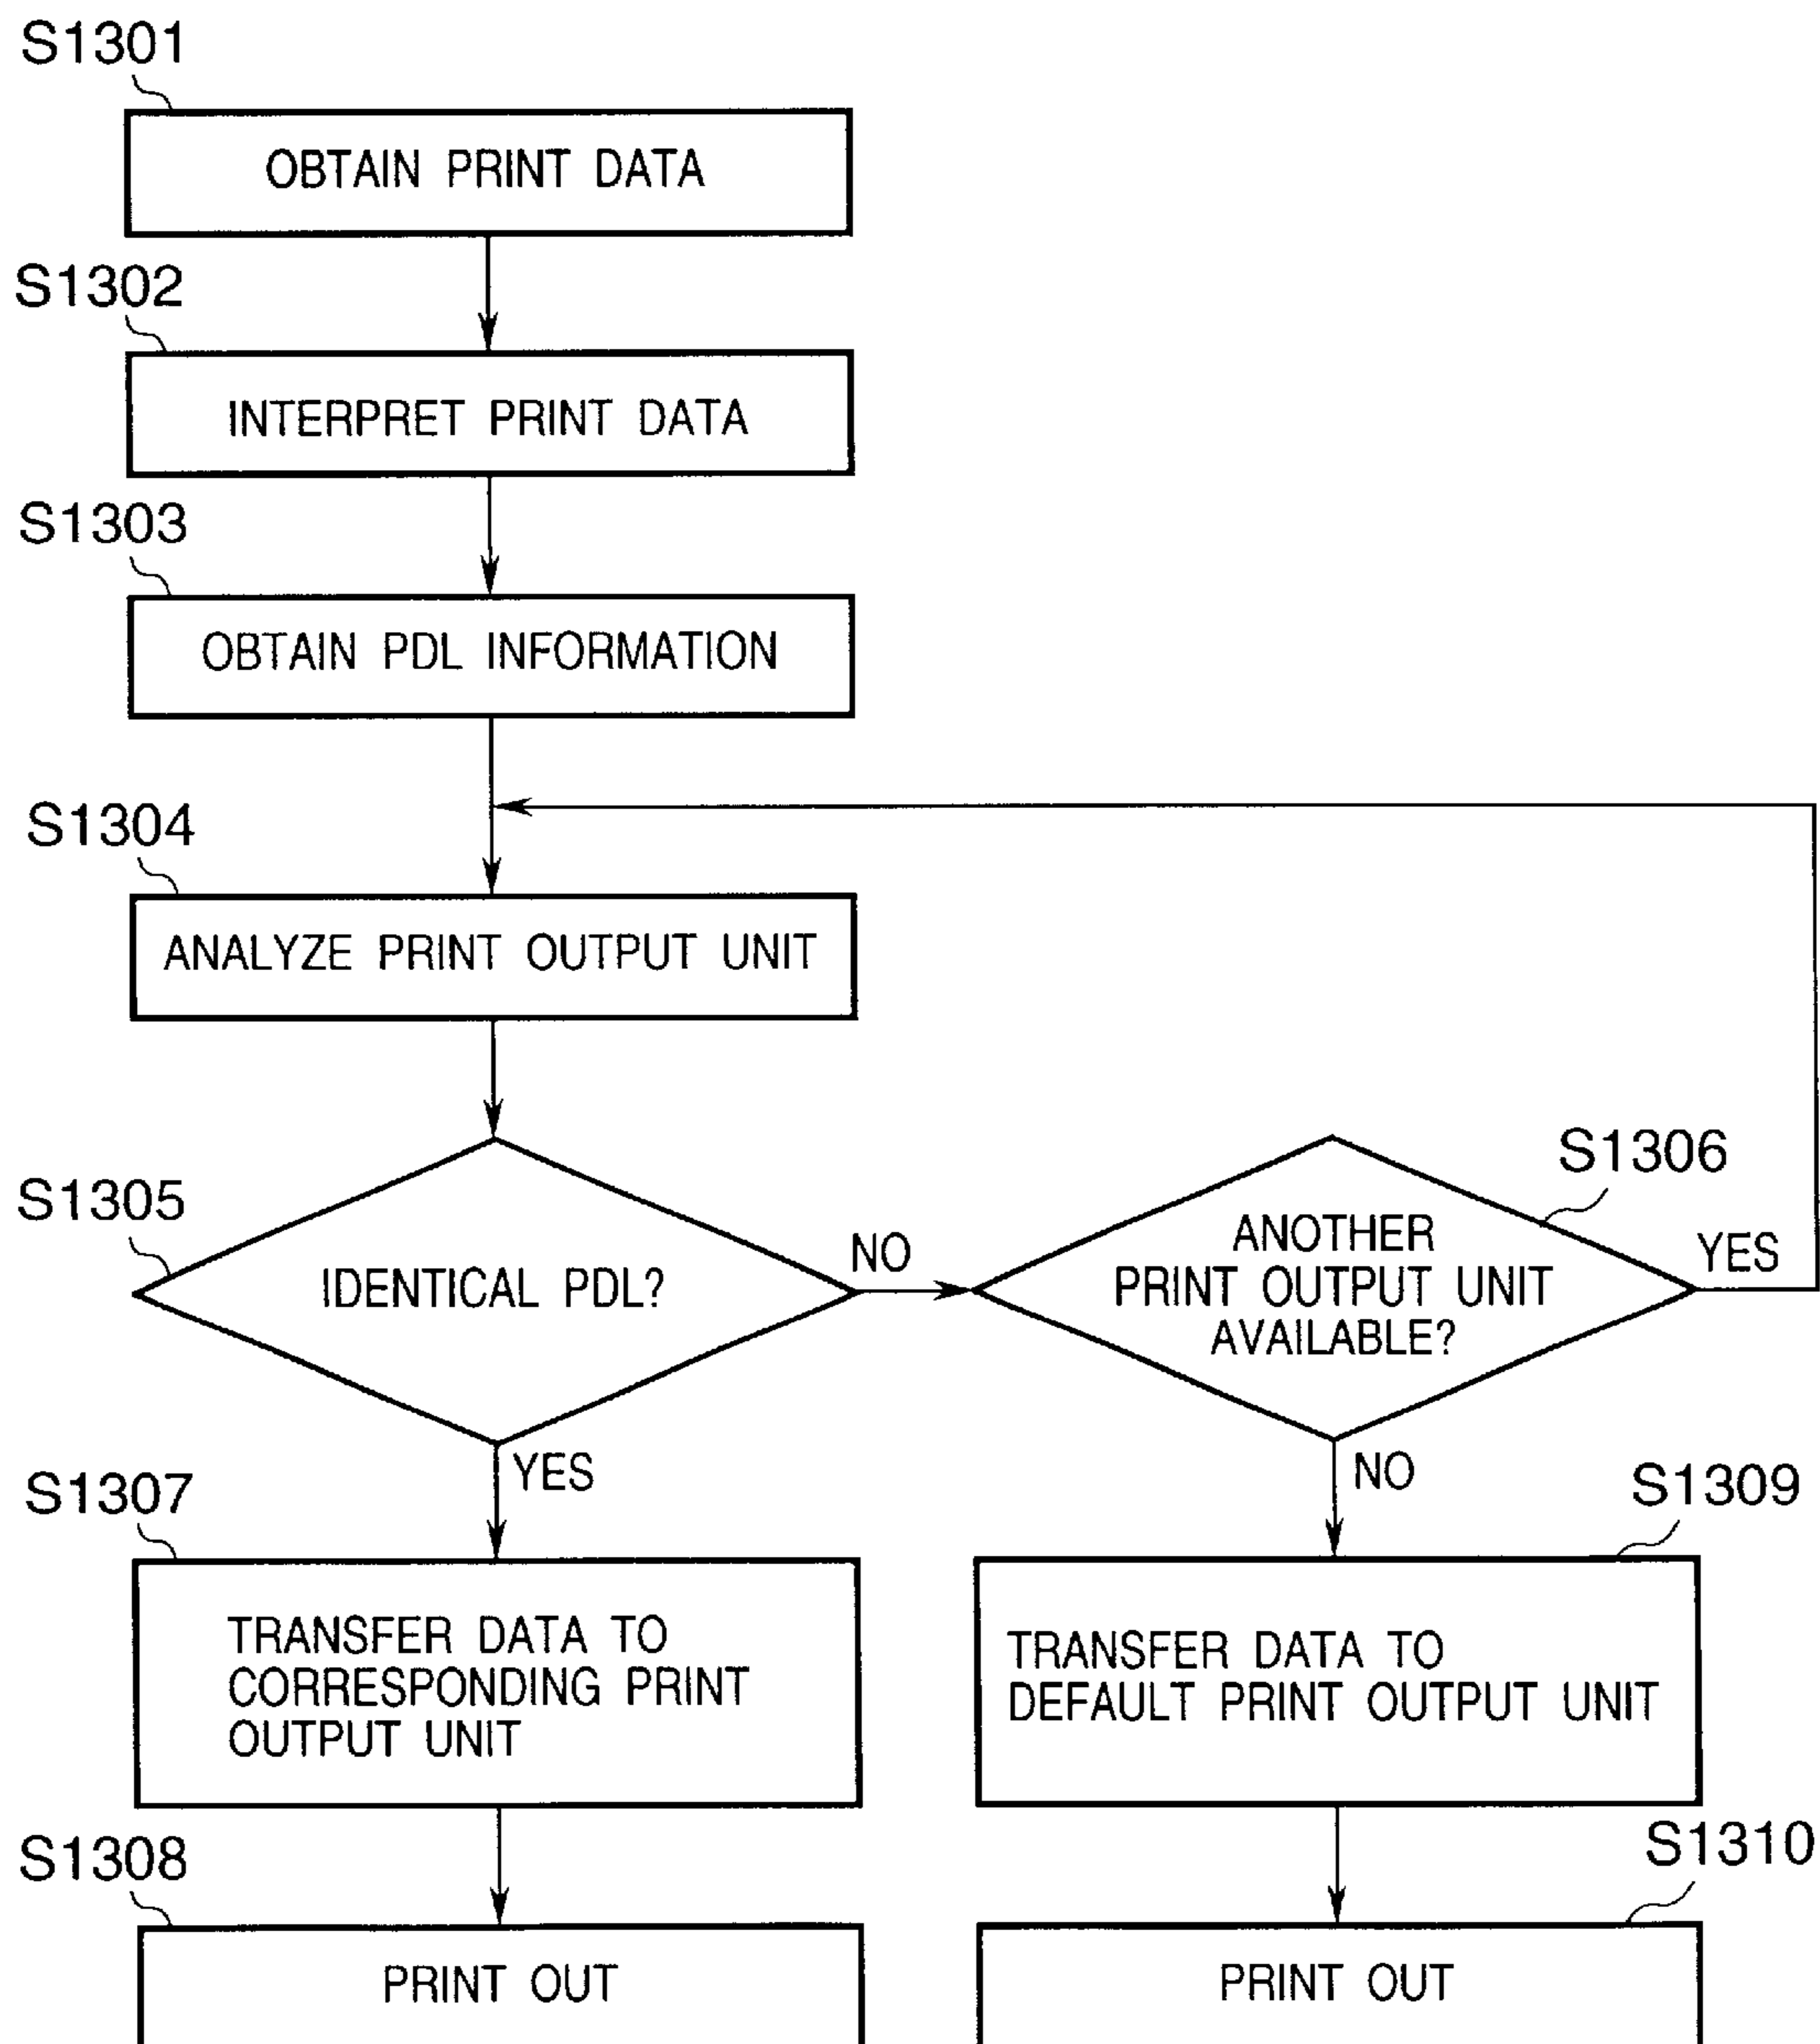 S1301
OBTAIN PRINT DATA
S1302
INTERPRET PRINT DATA
S1303
OBTAIN PDL INFORMATION
S1304
ANALYZE PRINT OUTPUT UNIT
S1305
IDENTICAL PDL?
NO
S1306
ANOTHER
PRINT OUTPUT UNIT
AVAILABLE?
YES
YES
NO
S1307
TRANSFER DATA TO
CORRESPONDING PRINT
OUTPUT UNIT
S1309
TRANSFER DATA TO
DEFAULT PRINT OUTPUT UNIT
S1308
PRINT OUT
S1310
PRINT OUT